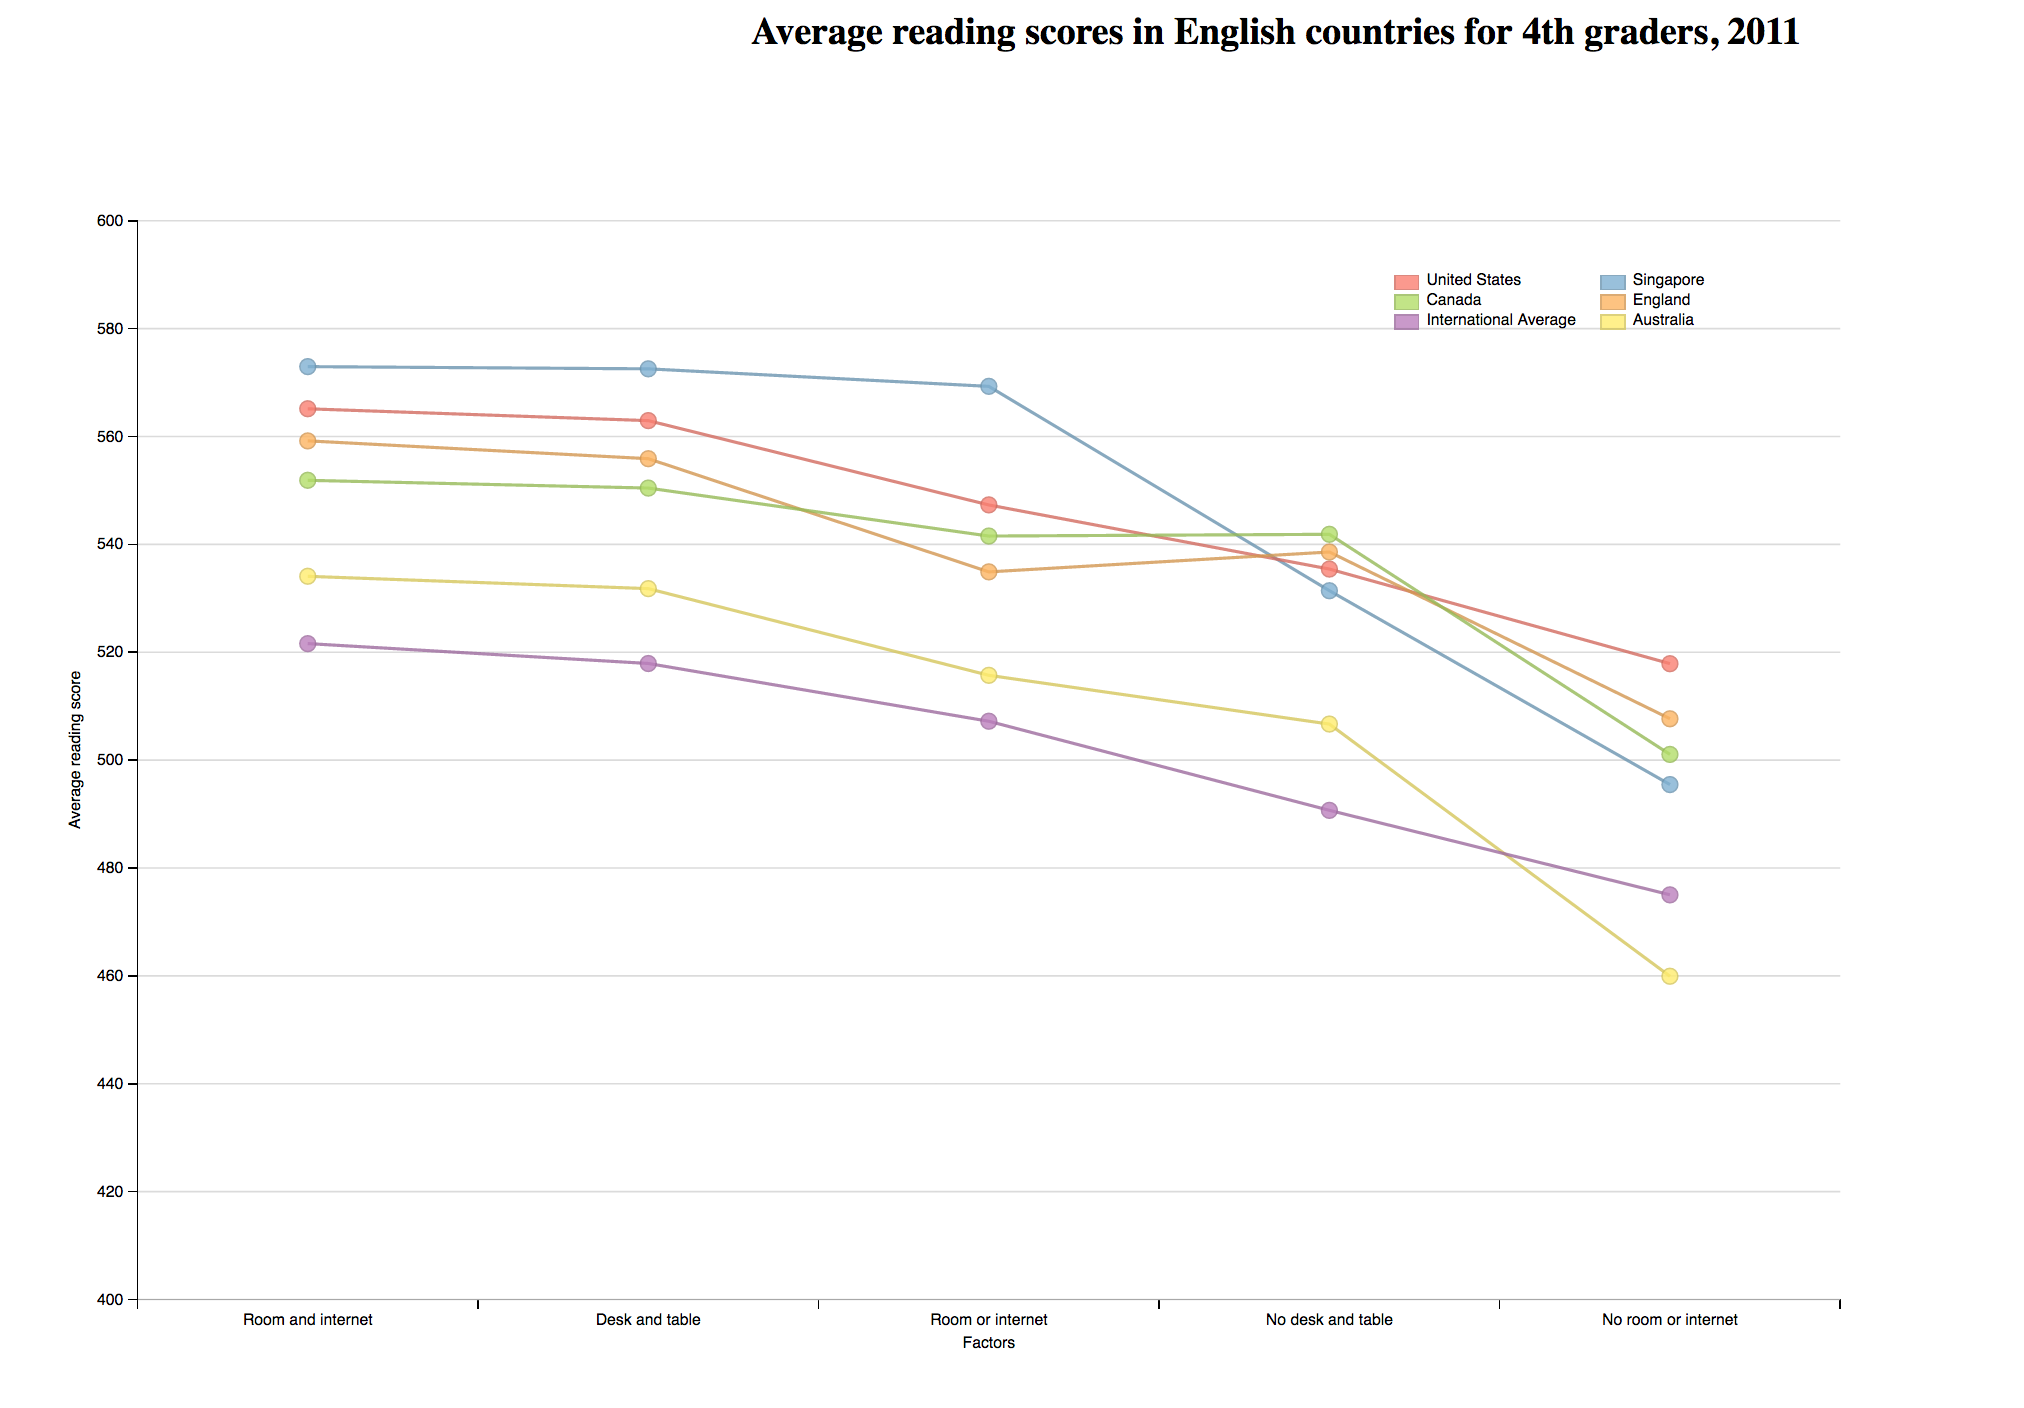 Average reading scores in English countries for 4th graders, 2011
United States
Singapore
Canada
England
International Average
Australia
600
580
560
540
520
500
480
460
440
420
400
Average reading score
Room and internet
Desk and table
Room or internet
No desk and table
No room or internet
Factors